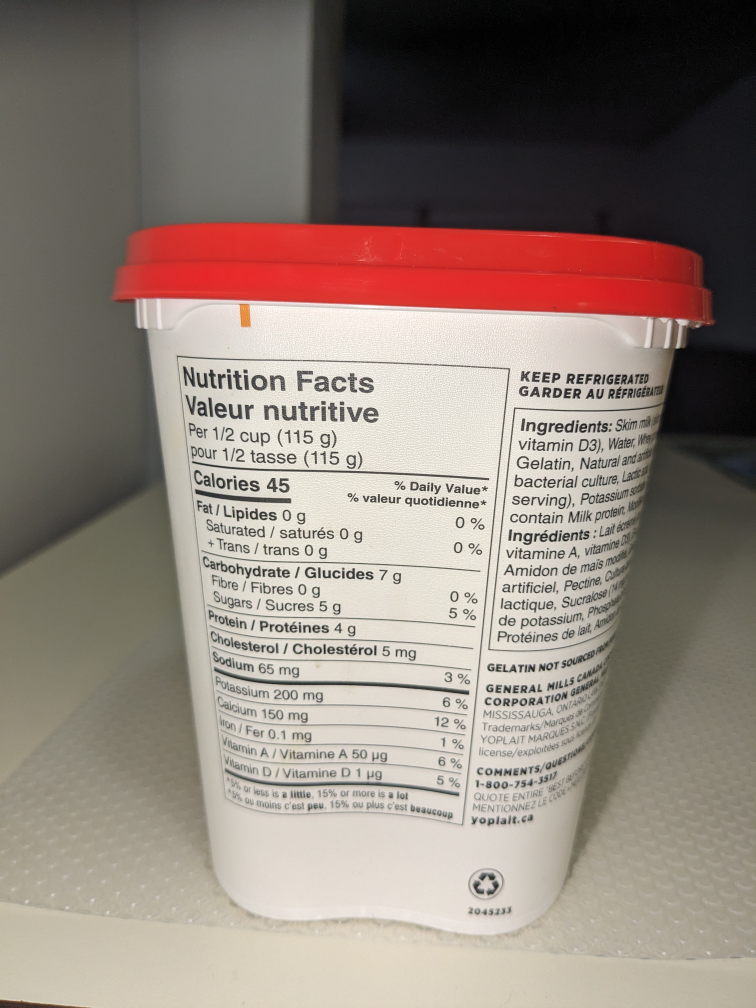 Nutrition Facts
Valeur nutritive
Per 1/2 cup (115 g)
pour 1/2 tasse (115 g)
Calories 45
% Daily Value*
% valeur quotidienne*
Fat / Lipides 0 g 0 %
Saturated / saturés 0 g
+ Trans / trans 0 g 0 %
Carbohydrate / Glucides 7 g
Fibre / Fibres 0 g 0 %
Sugars / Sucres 5 g 5 %
Protein / Protéines 4 g
Cholesterol / Cholestérol 5 mg
Sodium 65 mg 3 %
Potassium 200 mg 6 %
Calcium 150 mg 12 %
Iron / Fer 0.1 mg 1 %
Vitamin A / Vitamine A 50 µg 6 %
Vitamin D / Vitamine D 1 µg 5 %
*5% or less is a little, 15% or more is a lot
*5% ou moins c'est peu, 15% ou plus c'est beaucoup
KEEP REFRIGERATED
GARDER AU RÉFRIGÉRATEUR
Ingredients: Skim milk
vitamin D3), Water,
Gelatin, Natural and
bacterial culture, Lactic
serving), Potassium
contain Milk protein,
Ingrédients : Lait
vitamine A, vitamine
Amidon de maïs
artificiel, Pectine,
lactique, Sucralose
de potassium,
Protéines de lait,
GELATIN NOT SOURCED
GENERAL MILLS CANADA
CORPORATION GENERAL
MISSISSAUGA, ONTARIO
Trademarks/Marques de
YOPLAIT MARQUES
license/exploitées sous
COMMENTS/QUESTIONS
1-800-754-3517
QUOTE ENTIRE "BEST
MENTIONNEZ LE CODE
yoplait.ca
2045233